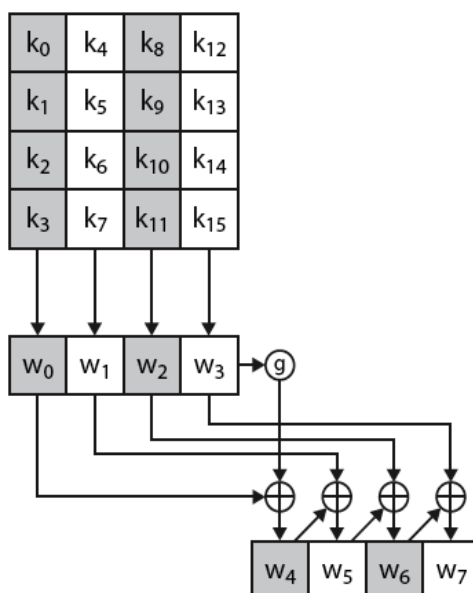 k₀ k₄ k₈ k₁₂
k₁ k₅ k₉ k₁₃
k₂ k₆ k₁₀ k₁₄
k₃ k₇ k₁₁ k₁₅
w₀ w₁ w₂ w₃ g
w₄ w₅ w₆ w₇